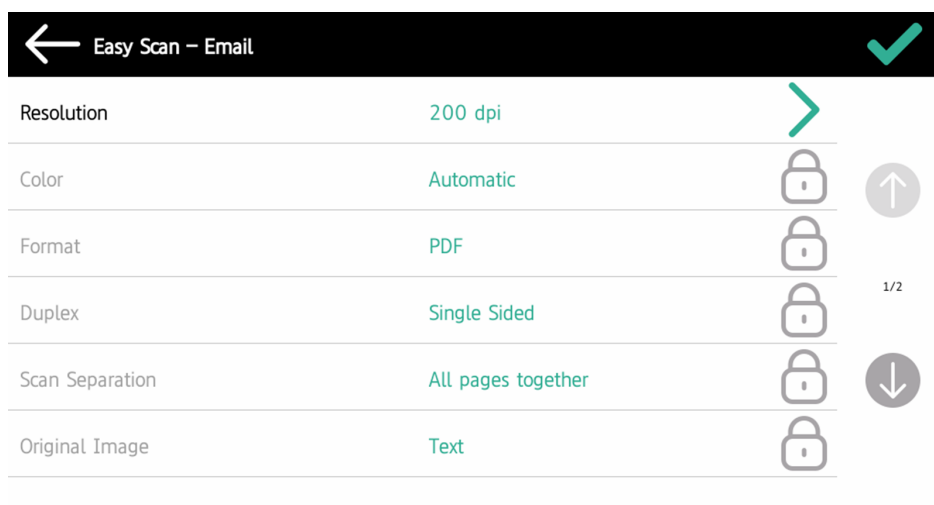 Easy Scan – Email
Resolution 200 dpi
Color Automatic
Format PDF
1/2
Duplex Single Sided
Scan Separation All pages together
Original Image Text